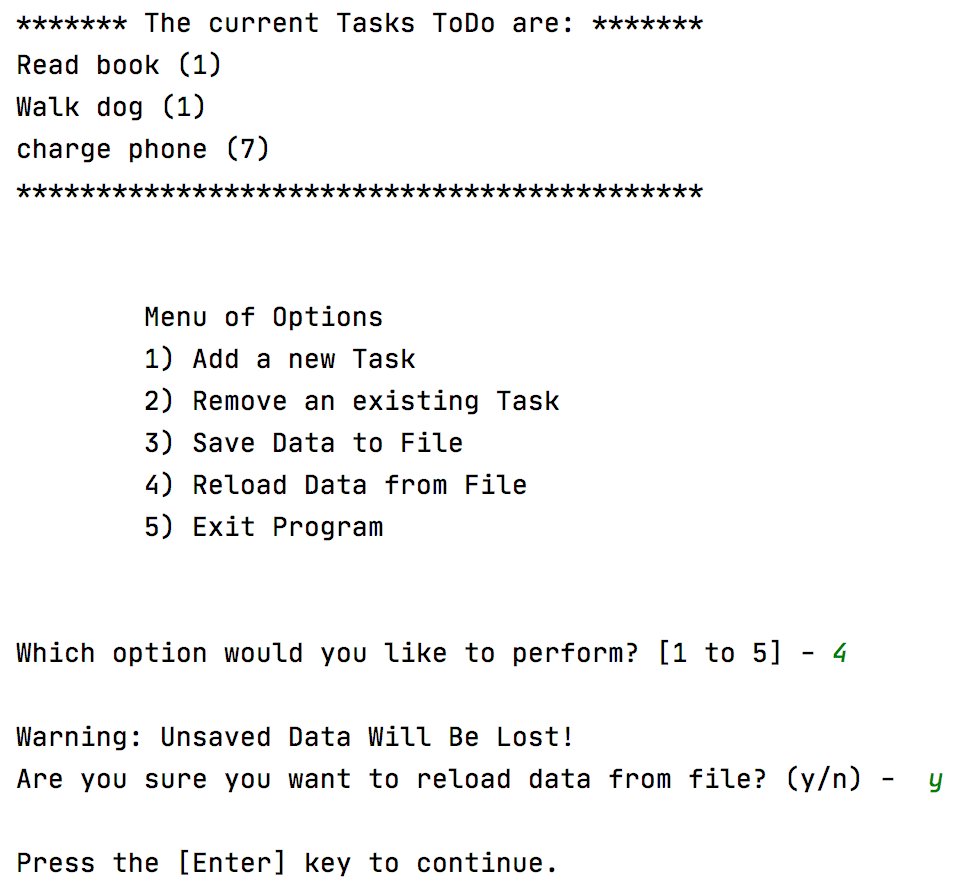 ******* The current Tasks ToDo are: *******
Read book (1)
Walk dog (1)
charge phone (7)
*******************************************
Menu of Options
1) Add a new Task
2) Remove an existing Task
3) Save Data to File
4) Reload Data from File
5) Exit Program
Which option would you like to perform? [1 to 5] - 4
Warning: Unsaved Data Will Be Lost!
Are you sure you want to reload data from file? (y/n) -  y
Press the [Enter] key to continue.